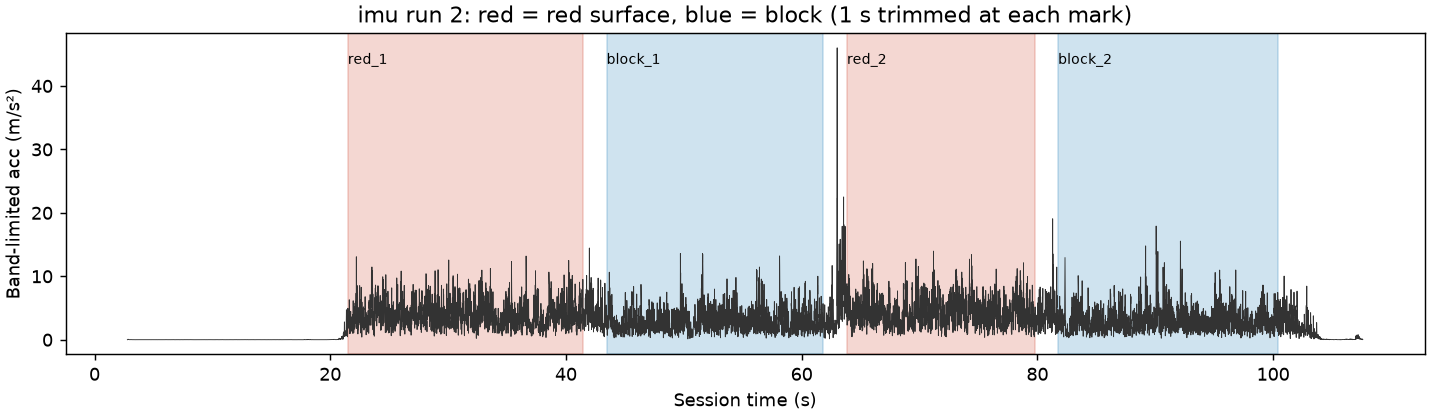 imu run 2: red = red surface, blue = block (1 s trimmed at each mark)
Band-limited acc (m/s²)
40
30
20
10
0
red_1
block_1
red_2
block_2
0
20
40
60
80
100
Session time (s)